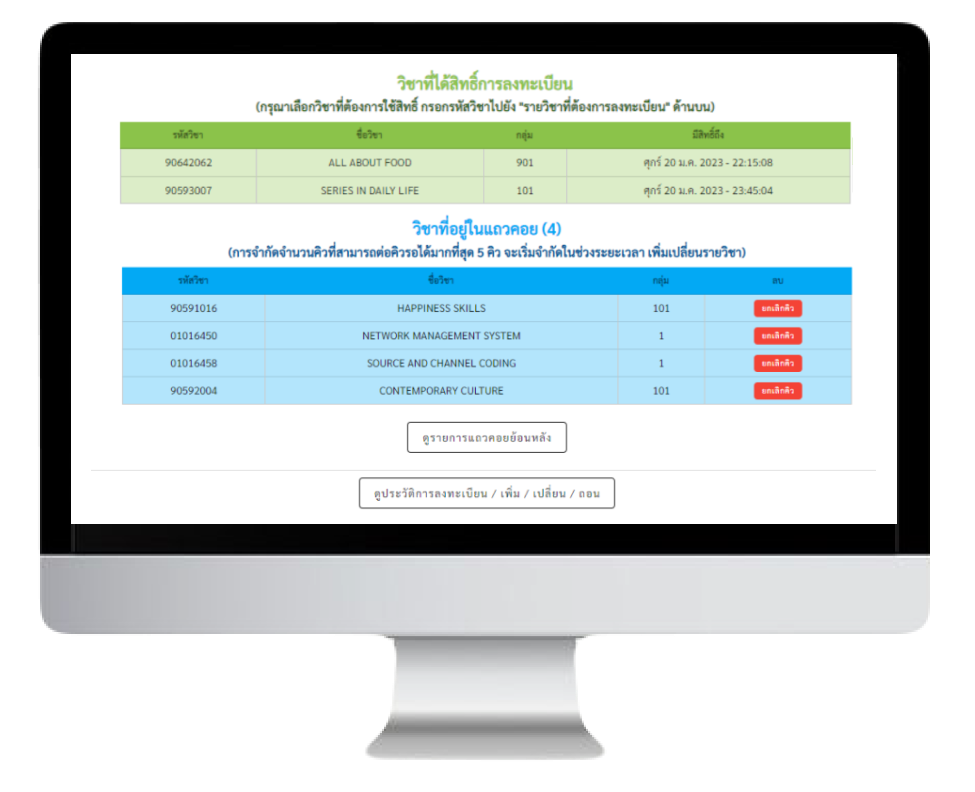 วิชาที่ได้สิทธิ์การลงทะเบียน
(กรุณาเลือกวิชาที่ต้องการใช้สิทธิ์ กรอกรหัสวิชาไปยัง "รายวิชาที่ต้องการลงทะเบียน" ด้านบน)
รหัสวิชา ชื่อวิชา กลุ่ม มีสิทธิ์ถึง
90642062 ALL ABOUT FOOD 901 ศุกร์ 20 ม.ค. 2023 - 22:15:08
90593007 SERIES IN DAILY LIFE 101 ศุกร์ 20 ม.ค. 2023 - 23:45:04
วิชาที่อยู่ในแถวคอย (4)
(การจำกัดจำนวนคิวที่สามารถต่อคิวรอได้มากที่สุด 5 คิว จะเริ่มจำกัดในช่วงระยะเวลา เพิ่มเปลี่ยนรายวิชา)
รหัสวิชา ชื่อวิชา กลุ่ม ลบ
90591016 HAPPINESS SKILLS 101 ยกเลิกคิว
01016450 NETWORK MANAGEMENT SYSTEM 1 ยกเลิกคิว
01016458 SOURCE AND CHANNEL CODING 1 ยกเลิกคิว
90592004 CONTEMPORARY CULTURE 101 ยกเลิกคิว
ดูรายการแถวคอยย้อนหลัง
ดูประวัติการลงทะเบียน / เพิ่ม / เปลี่ยน / ถอน